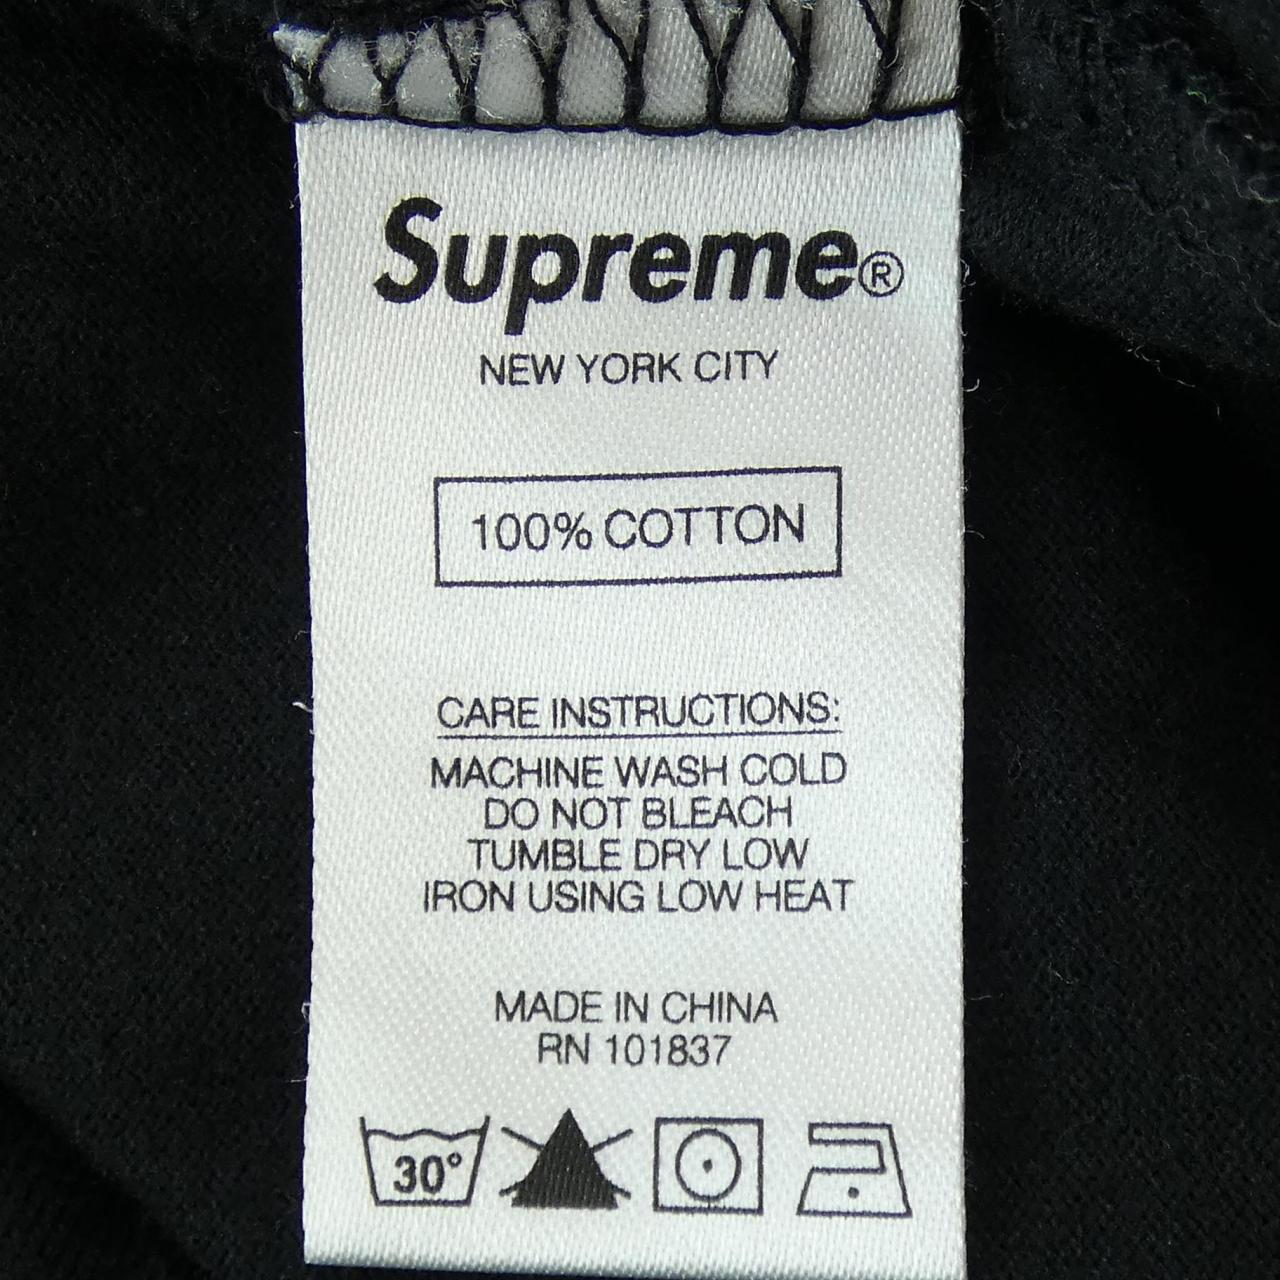 Supreme®
NEW YORK CITY
100% COTTON
CARE INSTRUCTIONS:
MACHINE WASH COLD
DO NOT BLEACH
TUMBLE DRY LOW
IRON USING LOW HEAT
MADE IN CHINA
RN 101837
30°